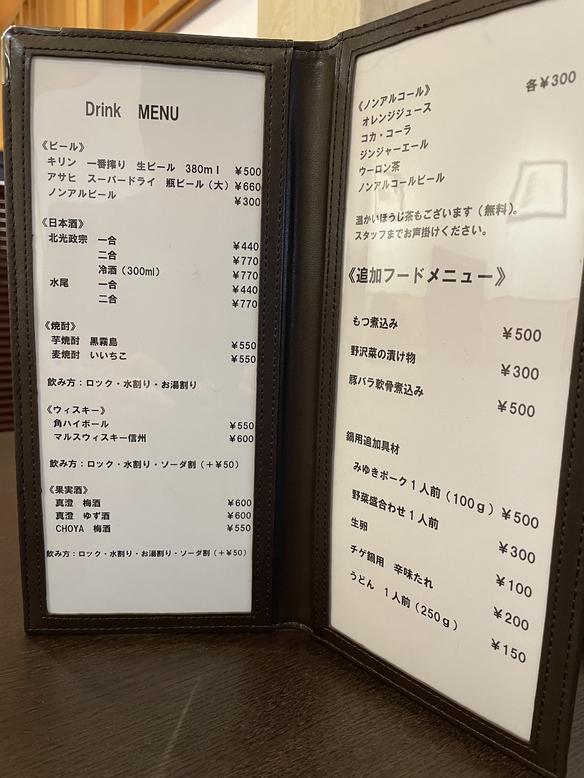 Drink MENU
《ビール》
キリン 一番搾り 生ビール 380ml ¥500
アサヒ スーパードライ 瓶ビール(大) ¥660
ノンアルビール ¥300
《日本酒》
北光政宗 一合 ¥440
二合 ¥770
冷酒(300ml) ¥770
水尾 一合 ¥440
二合 ¥770
《焼酎》
芋焼酎 黒霧島 ¥550
麦焼酎 いいちこ ¥550
飲み方:ロック・水割り・お湯割り
《ウィスキー》
角ハイボール ¥550
マルスウィスキー信州 ¥600
飲み方:ロック・水割り・ソーダ割(+¥50)
《果実酒》
真澄 梅酒 ¥600
真澄 ゆず酒 ¥600
CHOYA 梅酒 ¥550
飲み方:ロック・水割り・お湯割り・ソーダ割(+¥50)
《ノンアルコール》 各¥300
オレンジジュース
コカ・コーラ
ジンジャーエール
ウーロン茶
ノンアルコールビール
温かいほうじ茶もございます(無料)。
スタッフまでお声掛けください。
《追加フードメニュー》
もつ煮込み ¥500
野沢菜の漬け物 ¥300
豚バラ軟骨煮込み ¥500
鍋用追加具材
みゆきポーク1人前(100g) ¥500
野菜盛合わせ1人前 ¥300
生卵 ¥100
チゲ鍋用 辛味たれ ¥200
うどん 1人前(250g) ¥150